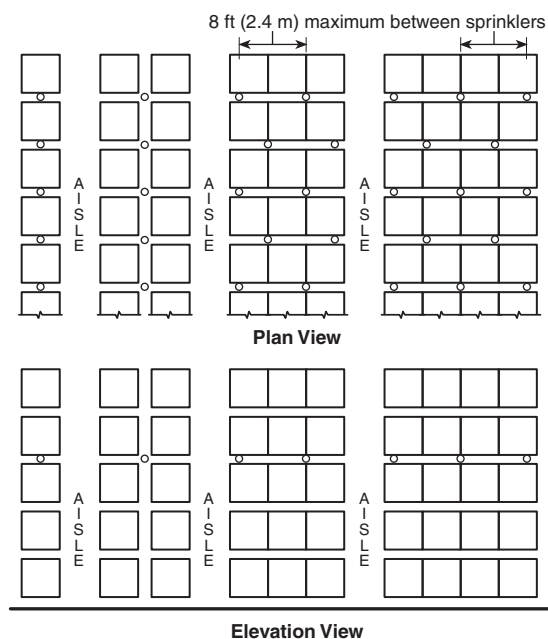 8 ft (2.4 m) maximum between sprinklers
AISLE
AISLE
AISLE
Plan View
AISLE
AISLE
AISLE
Elevation View